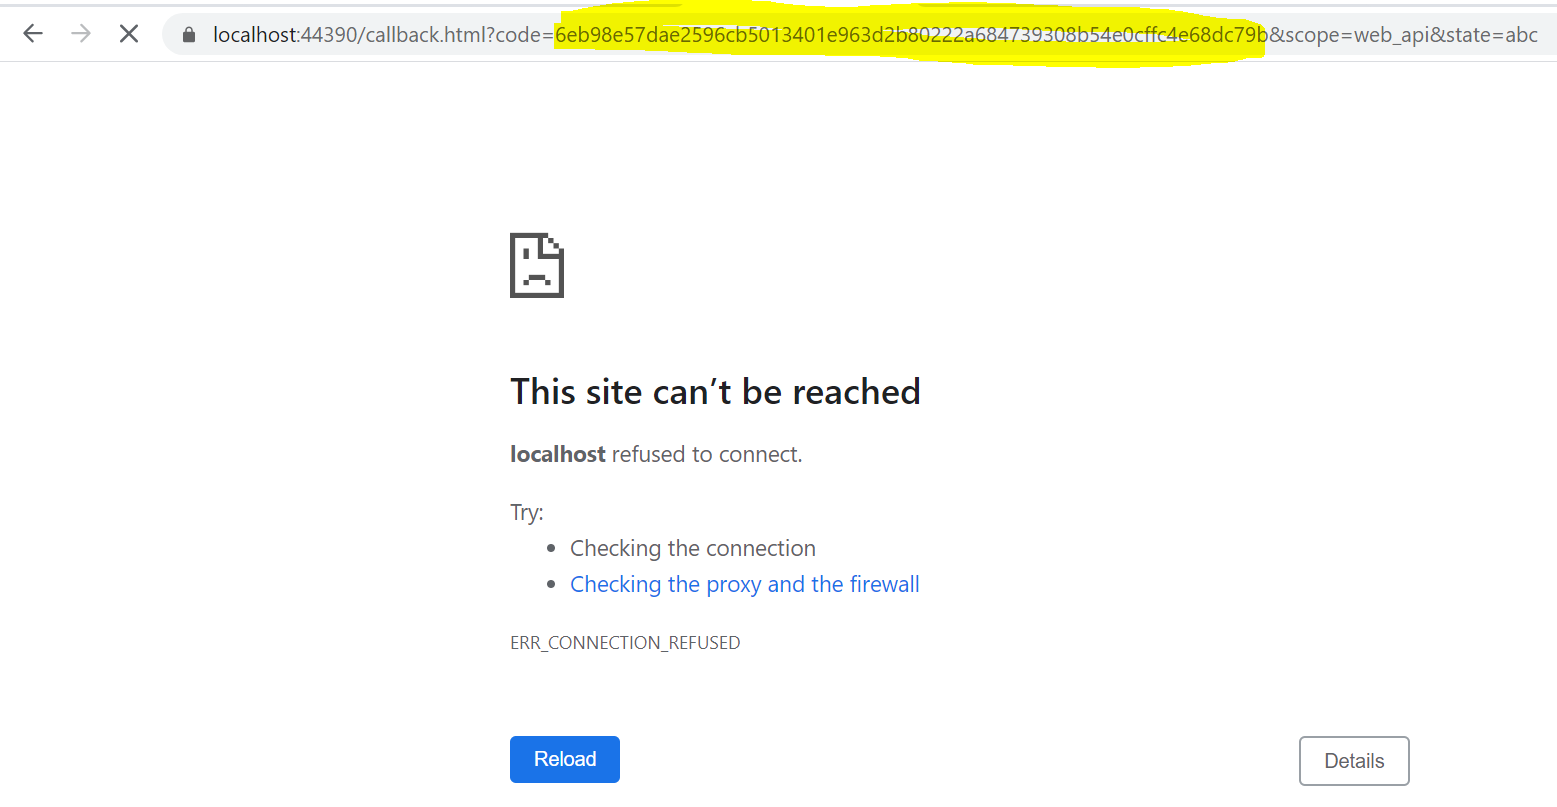 localhost:44390/callback.html?code=6eb98e57dae2596cb5013401e963d2b80222a684739308b54e0cffc4e68dc79b&scope=web_api&state=abc
This site can’t be reached
localhost refused to connect.
Try:
• Checking the connection
• Checking the proxy and the firewall
ERR_CONNECTION_REFUSED
Reload
Details